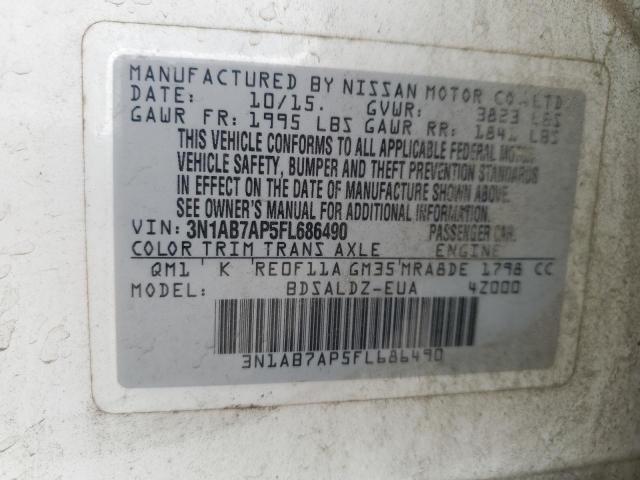 MANUFACTURED BY NISSAN MOTOR CO., LTD
DATE: 10/15. GVWR: 3823 LBS
GAWR FR: 1995 LBS GAWR RR: 1841 LBS
THIS VEHICLE CONFORMS TO ALL APPLICABLE FEDERAL MOTOR
VEHICLE SAFETY, BUMPER AND THEFT PREVENTION STANDARDS
IN EFFECT ON THE DATE OF MANUFACTURE SHOWN ABOVE.
SEE OWNER'S MANUAL FOR ADDITIONAL INFORMATION.
VIN: 3N1AB7AP5FL686490 PASSENGER CAR.
COLOR TRIM TRANS AXLE ENGINE
QM1 K RE0F11A GM35 MRA8DE 1798 CC
MODEL: BDSALDZ-EUA 4Z000
3N1AB7AP5FL686490